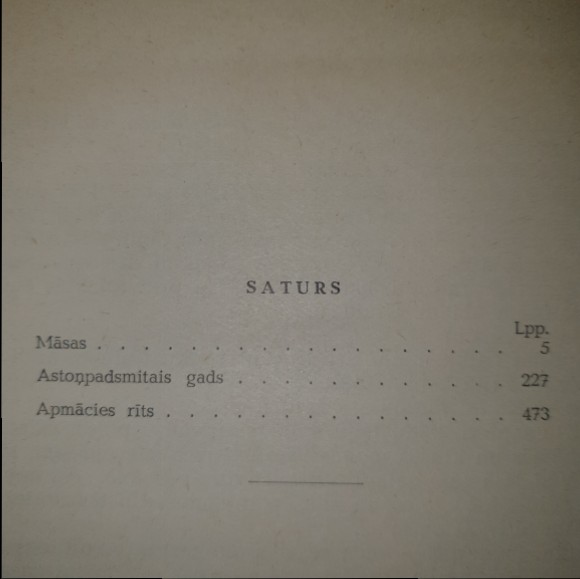 SATURS
Lpp.
Māsas . . . . . . . . . . . . . . . . . . 5
Astoņpadsmitais gads . . . . . . . . . . . . 227
Apmācies rīts . . . . . . . . . . . . . . . 473